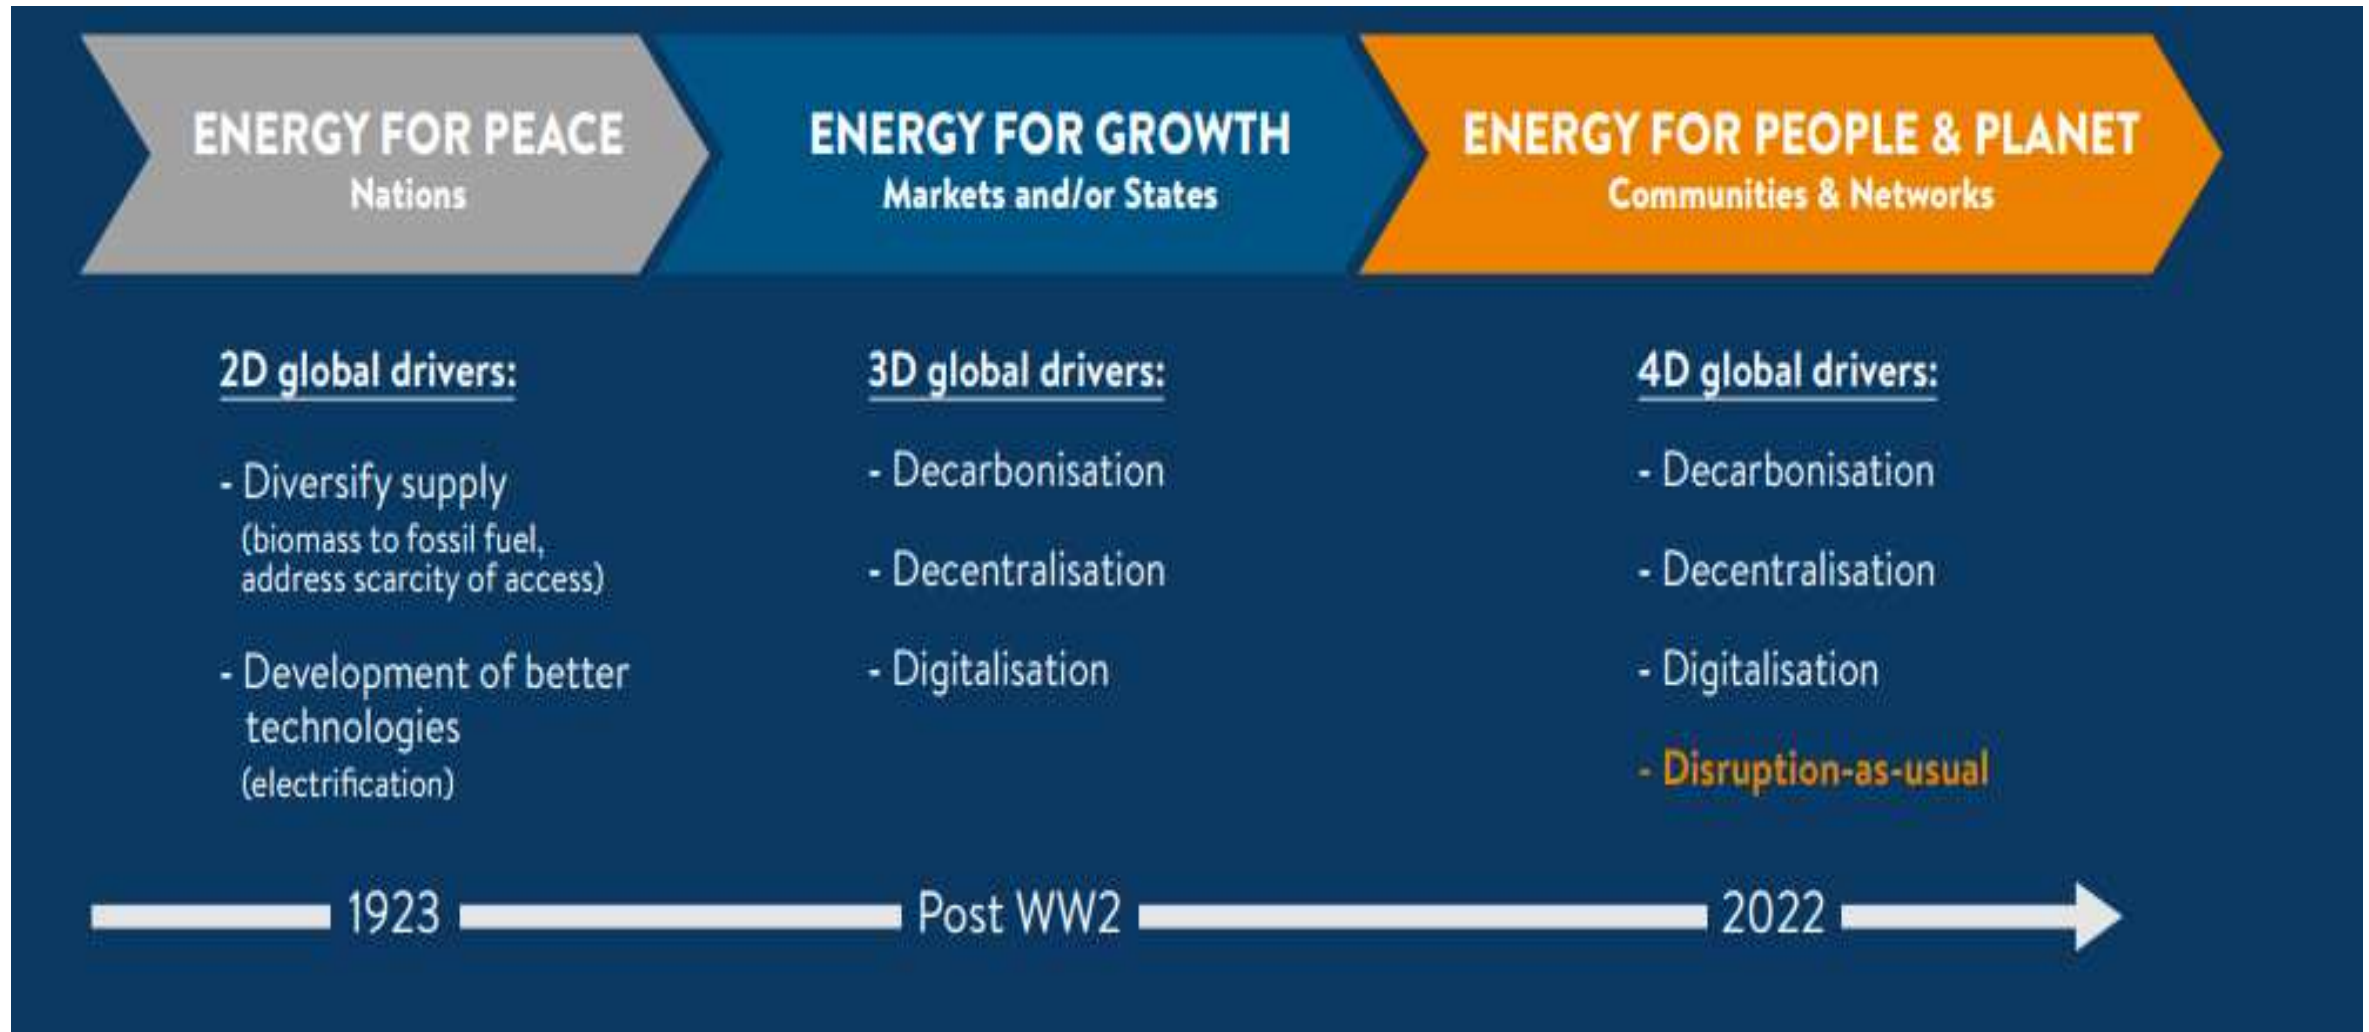 ENERGY FOR PEACE
Nations
ENERGY FOR GROWTH
Markets and/or States
ENERGY FOR PEOPLE & PLANET
Communities & Networks
2D global drivers:
- Diversify supply
(biomass to fossil fuel,
address scarcity of access)
- Development of better
technologies
(electrification)
3D global drivers:
- Decarbonisation
- Decentralisation
- Digitalisation
4D global drivers:
- Decarbonisation
- Decentralisation
- Digitalisation
- Disruption-as-usual
1923
Post WW2
2022